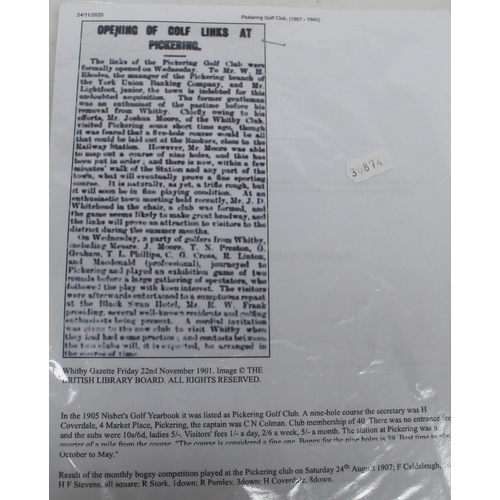 24/11/2020
Pickering Golf Club. (1901 - 1940)
OPENING OF GOLF LINKS AT
PICKERING.
The links of the Pickering Golf Club were
formally opened on Wednesday. To Mr. W. H.
Rhodes, the manager of the Pickering branch of
the York Union Banking Company, and Mr.
Lightfoot, junior, the town is indebted for this
undoubted acquisition. The former gentleman
was an enthusiast of the pastime before his
removal from Whitby. Chiefly owing to his
efforts, Mr. Joshua Moore, of the Whitby Club,
visited Pickering some short time ago, though
it was feared that a five-hole course would be all
that could be laid out at the Rookers, close to the
Railway Station. However, Mr. Moore was able
to map out a course of nine holes, and this has
been put in order; and there is now, within a few
minutes' walk of the Station and any part of the
town, what will eventually prove a fine sporting
course. It is naturally, as yet, a trifle rough, but
it will soon be in fine playing condition. At an
enthusiastic town meeting held recently, Mr. J. D.
Whitehead in the chair, a club was formed, and
the game seems likely to make great headway, and
the links will prove an attraction to visitors to the
district during the summer months.
On Wednesday, a party of golfers from Whitby,
including Messrs. J. Moore, T. N. Preston, G.
Graham, T. L. Phillips, C. G. Cross, R. Linton,
and Macdonald (professional), journeyed to
Pickering and played an exhibition game of two
rounds before a large gathering of spectators, who
followed the play with keen interest. The visitors
were afterwards entertained to a sumptuous repast
at the Black Swan Hotel, Mr. R. W. Frank
presiding, several well-known residents and golfing
enthusiasts being present. A cordial invitation
was given to the new club to visit Whitby when
they had had some practice; and contests between
the two clubs will, it is expected, be arranged in
the course of time.
30874
Whitby Gazette Friday 22nd November 1901. Image © THE
BRITISH LIBRARY BOARD. ALL RIGHTS RESERVED.
In the 1905 Nisbet's Golf Yearbook it was listed as Pickering Golf Club. A nine-hole course the secretary was H
Coverdale, 4 Market Place, Pickering, the captain was C N Colman. Club membership of 40 There was no entrance fee
and the subs were 10s/6d, ladies 5/-. Visitors' fees 1/- a day, 2/6 a week, 5/- a month. The station at Pickering was a
quarter of a mile from the course. "The course is considered a fine one. Bogey for the nine holes is 39. Best time to play
October to May."
Result of the monthly bogey competition played at the Pickering club on Saturday 24th August 1907; F Caldeleugh,
H F Stevens, all square; R Stork, 1down; R Pamley, 3down; H Coverdale, 8down.